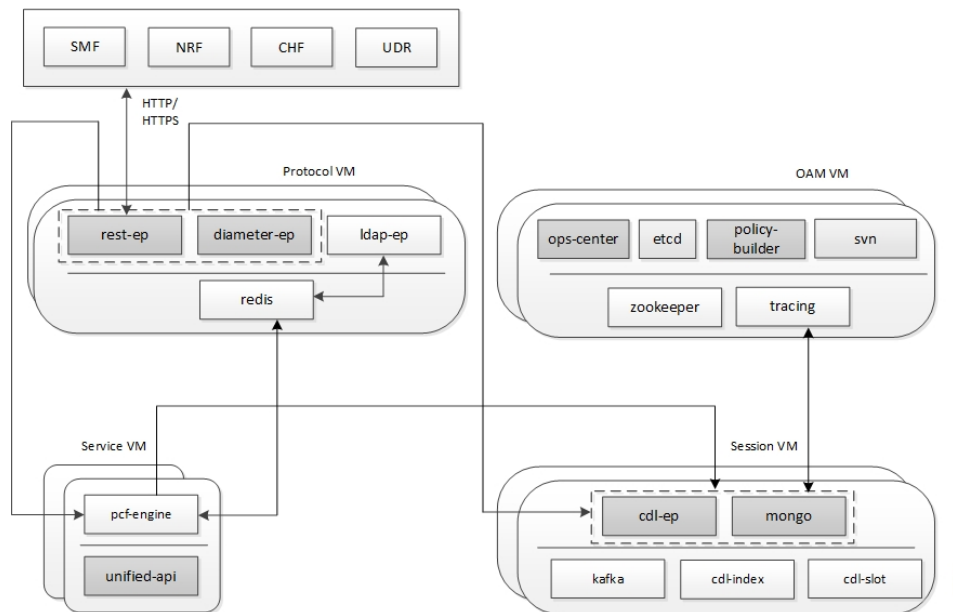 SMF
NRF
CHF
UDR
HTTP/
HTTPS
Protocol VM
rest-ep
diameter-ep
ldap-ep
redis
OAM VM
ops-center
etcd
policy-
builder
svn
zookeeper
tracing
Service VM
pcf-engine
unified-api
Session VM
cdl-ep
mongo
kafka
cdl-index
cdl-slot